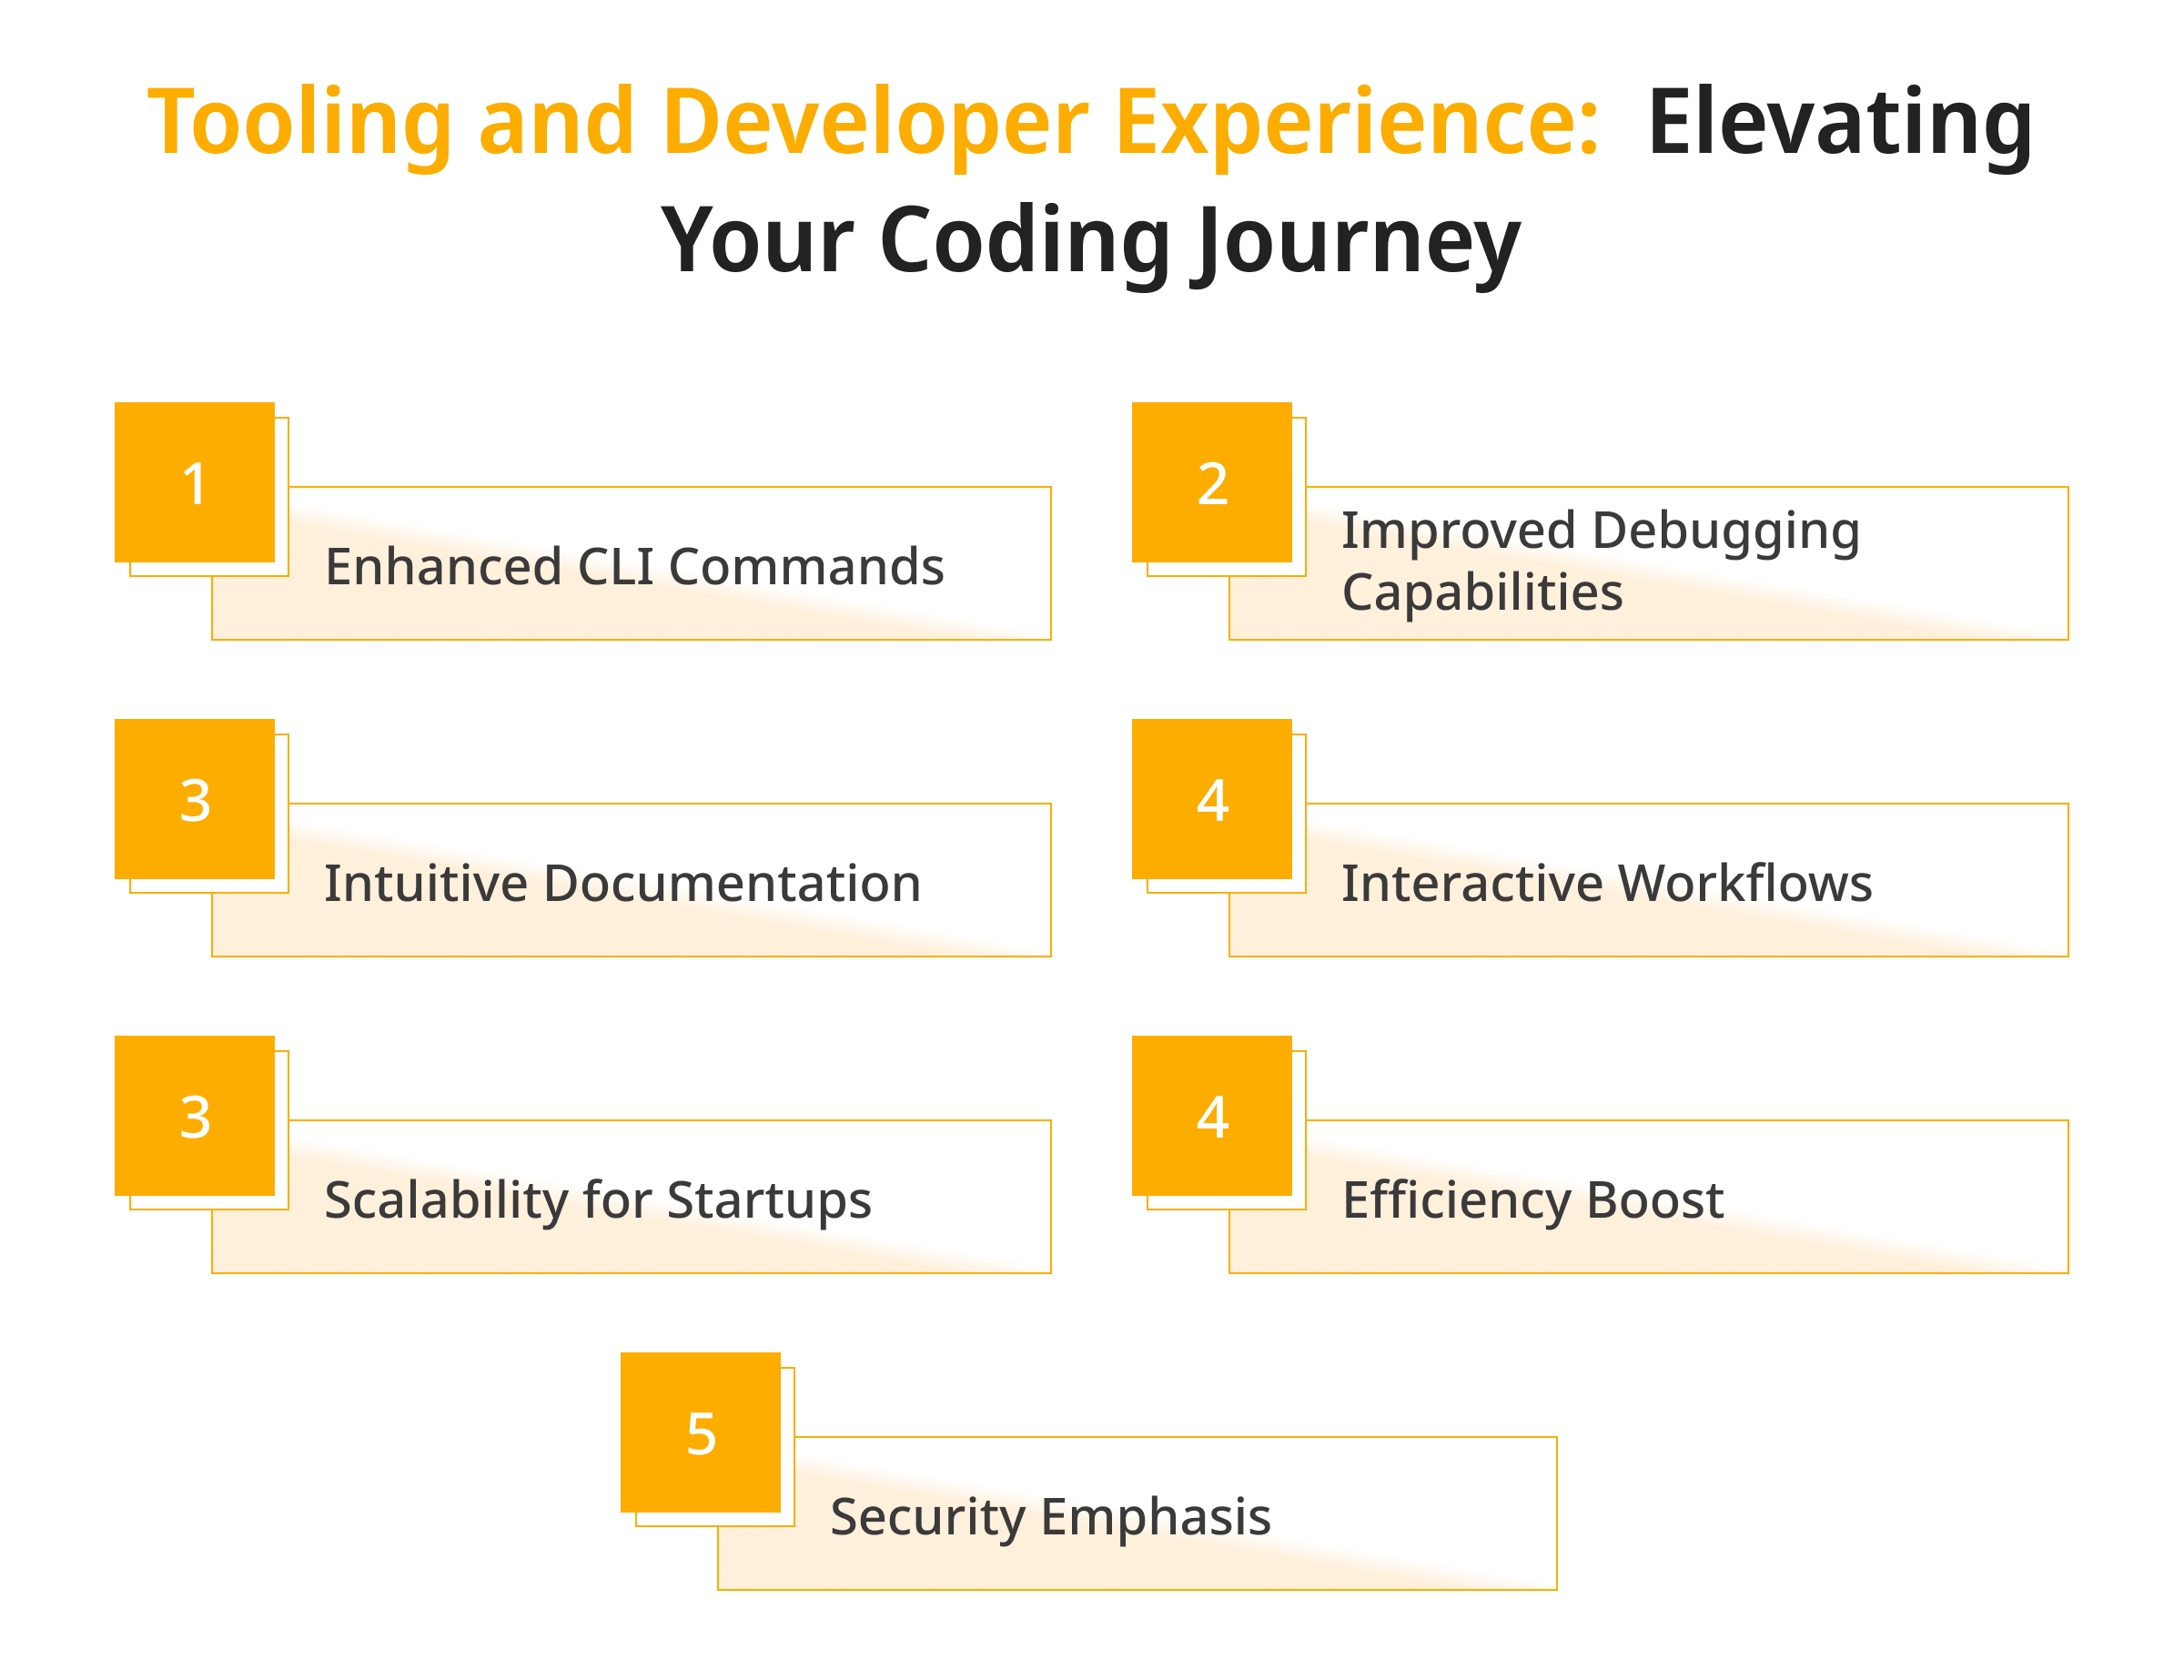 Tooling and Developer Experience: Elevating
Your Coding Journey
1
Enhanced CLI Commands
2
Improved Debugging
Capabilities
3
Intuitive Documentation
4
Interactive Workflows
3
Scalability for Startups
4
Efficiency Boost
5
Security Emphasis